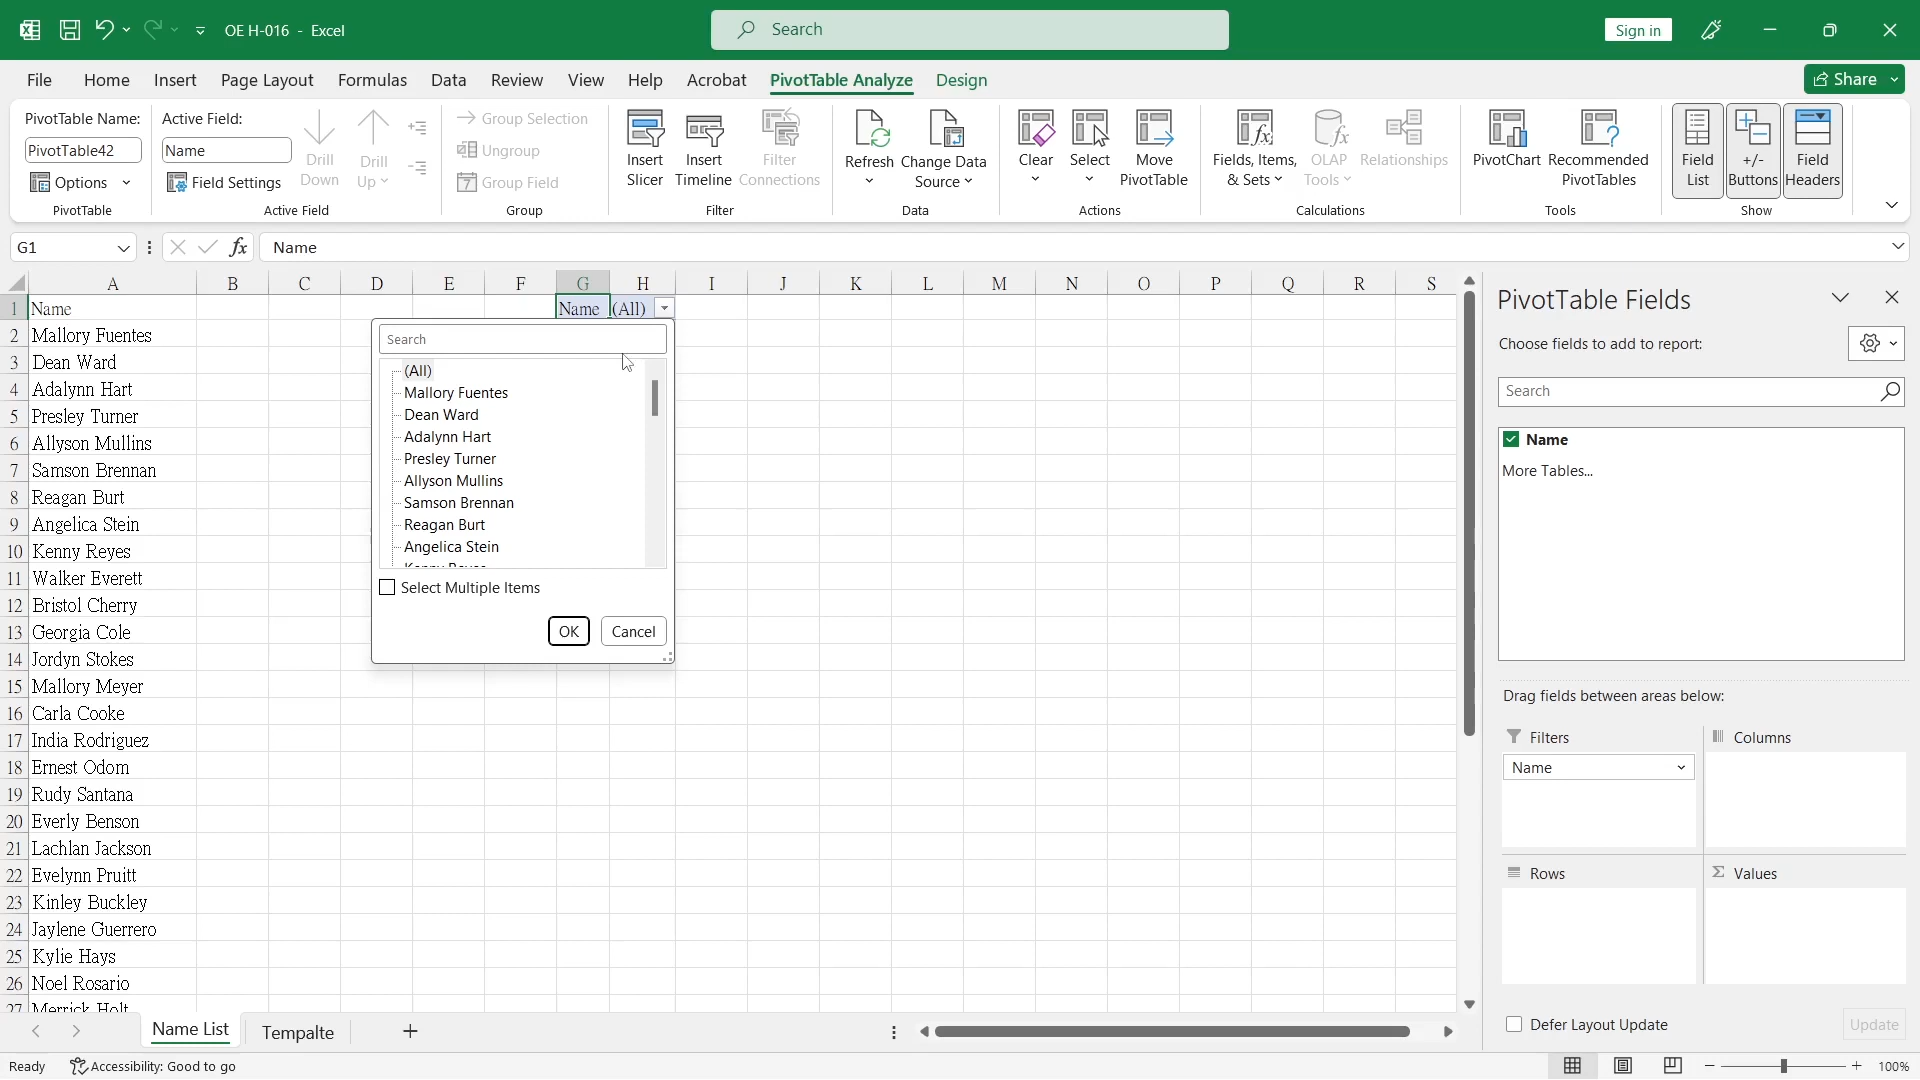 OE H-016 - Excel
Search
Sign in
File Home Insert Page Layout Formulas Data Review View Help Acrobat PivotTable Analyze Design
Share
PivotTable Name:
PivotTable42
Options
PivotTable
Active Field:
Name
Field Settings
Drill Down
Drill Up
Active Field
Group Selection
Ungroup
Group Field
Group
Insert Slicer
Insert Timeline
Filter Connections
Filter
Refresh
Change Data Source
Data
Clear
Select
Move PivotTable
Actions
Fields, Items, & Sets
OLAP Tools
Relationships
Calculations
PivotChart
Recommended PivotTables
Tools
Field List
+/- Buttons
Field Headers
Show
G1
fx
Name
A B C D E F G H I J K L M N O P Q R S
1 Name Name (All)
2 Mallory Fuentes
3 Dean Ward
4 Adalynn Hart
5 Presley Turner
6 Allyson Mullins
7 Samson Brennan
8 Reagan Burt
9 Angelica Stein
10 Kenny Reyes
11 Walker Everett
12 Bristol Cherry
13 Georgia Cole
14 Jordyn Stokes
15 Mallory Meyer
16 Carla Cooke
17 India Rodriguez
18 Ernest Odom
19 Rudy Santana
20 Everly Benson
21 Lachlan Jackson
22 Evelynn Pruitt
23 Kinley Buckley
24 Jaylene Guerrero
25 Kylie Hays
26 Noel Rosario
27 Merrick Holt
Search
(All)
Mallory Fuentes
Dean Ward
Adalynn Hart
Presley Turner
Allyson Mullins
Samson Brennan
Reagan Burt
Angelica Stein
Kenny Reyes
Select Multiple Items
OK Cancel
PivotTable Fields
Choose fields to add to report:
Search
Name
More Tables...
Drag fields between areas below:
Filters
Name
Columns
Rows
Σ Values
Defer Layout Update
Update
Name List Tempalte
Ready
Accessibility: Good to go
100%